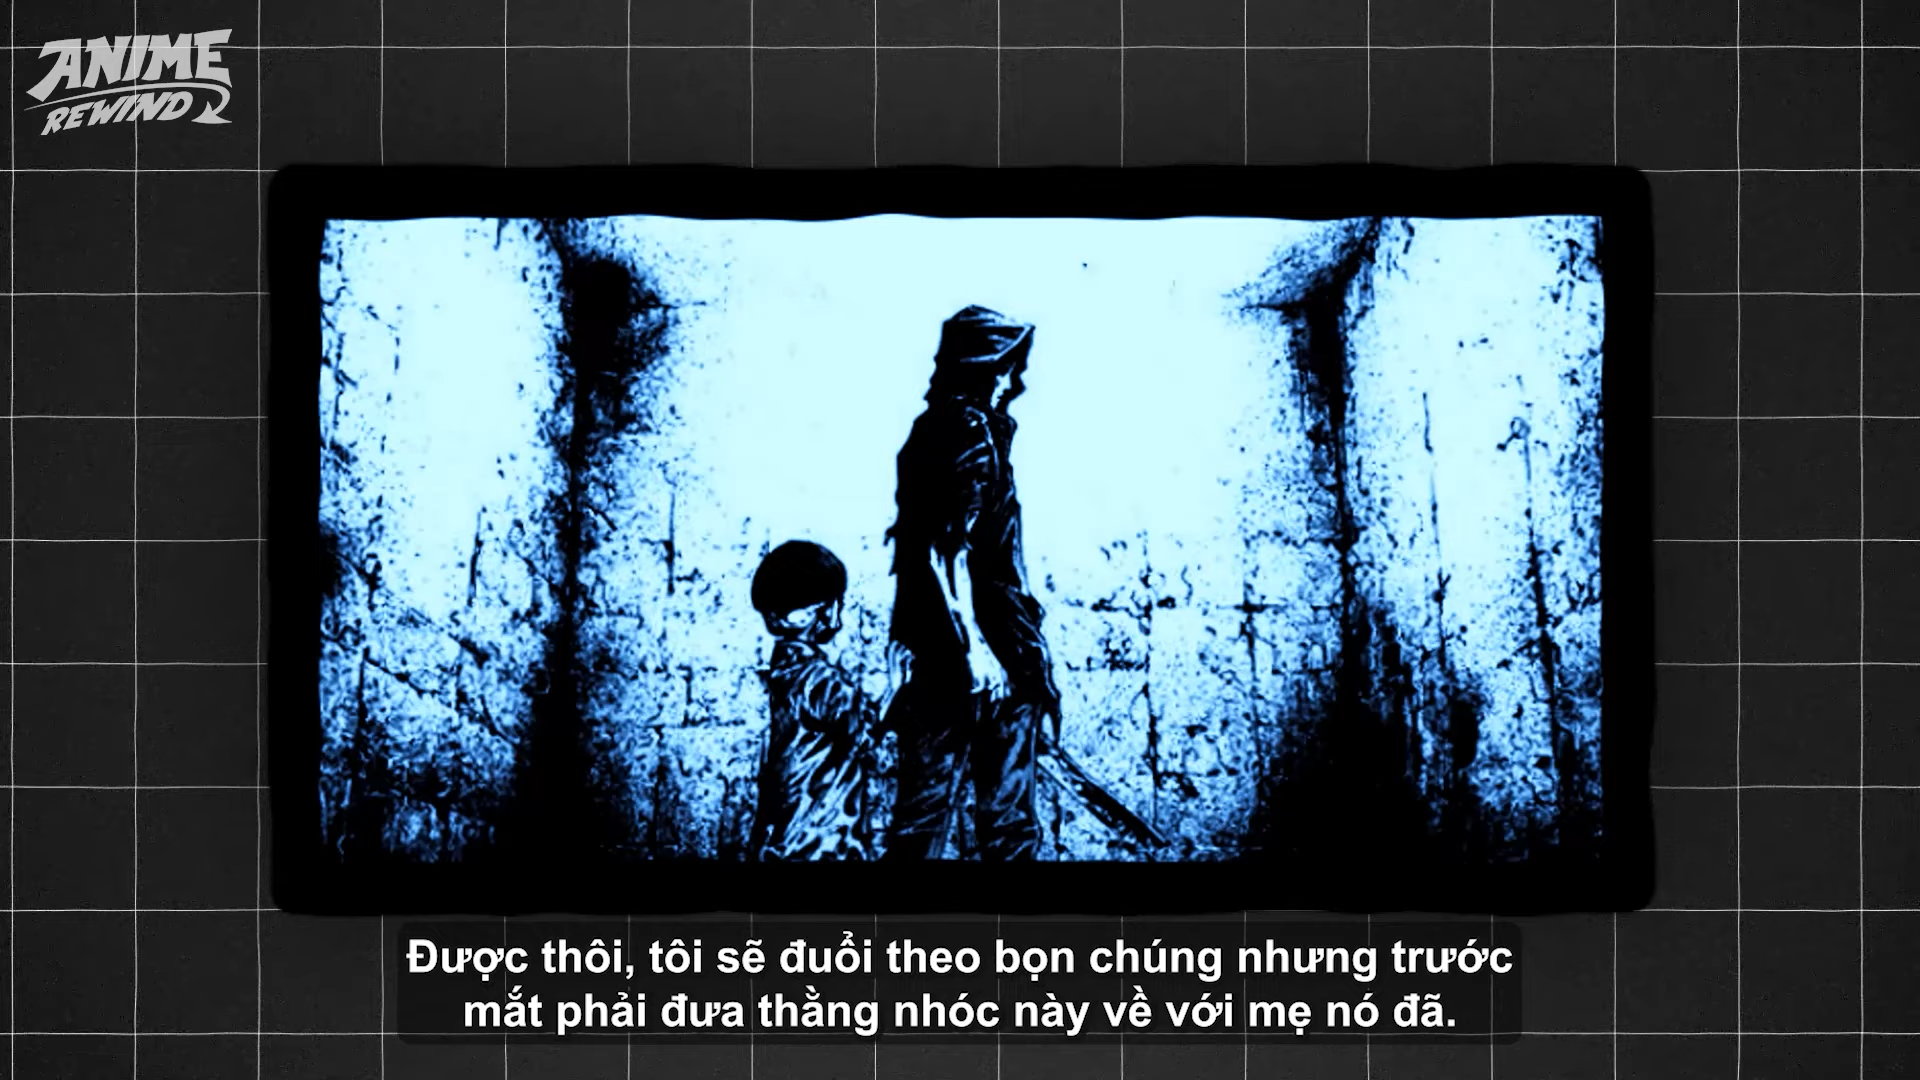 ANIME
REWIND
Được thôi, tôi sẽ đuổi theo bọn chúng nhưng trước
mắt phải đưa thằng nhóc này về với mẹ nó đã.